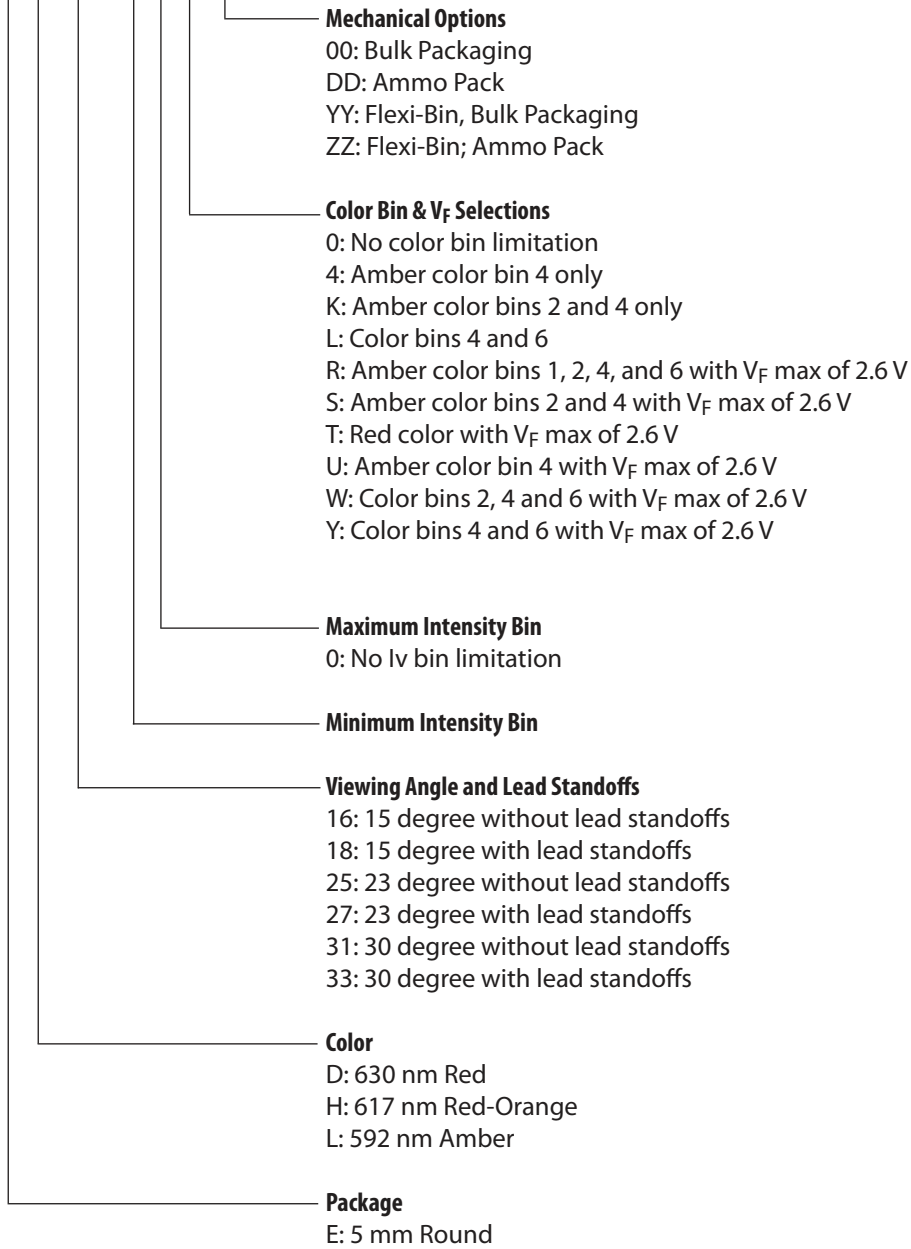 Mechanical Options
00: Bulk Packaging
DD: Ammo Pack
YY: Flexi-Bin, Bulk Packaging
ZZ: Flexi-Bin; Ammo Pack
Color Bin & VF Selections
0: No color bin limitation
4: Amber color bin 4 only
K: Amber color bins 2 and 4 only
L: Color bins 4 and 6
R: Amber color bins 1, 2, 4, and 6 with VF max of 2.6 V
S: Amber color bins 2 and 4 with VF max of 2.6 V
T: Red color with VF max of 2.6 V
U: Amber color bin 4 with VF max of 2.6 V
W: Color bins 2, 4 and 6 with VF max of 2.6 V
Y: Color bins 4 and 6 with VF max of 2.6 V
Maximum Intensity Bin
0: No Iv bin limitation
Minimum Intensity Bin
Viewing Angle and Lead Standoffs
16: 15 degree without lead standoffs
18: 15 degree with lead standoffs
25: 23 degree without lead standoffs
27: 23 degree with lead standoffs
31: 30 degree without lead standoffs
33: 30 degree with lead standoffs
Color
D: 630 nm Red
H: 617 nm Red-Orange
L: 592 nm Amber
Package
E: 5 mm Round